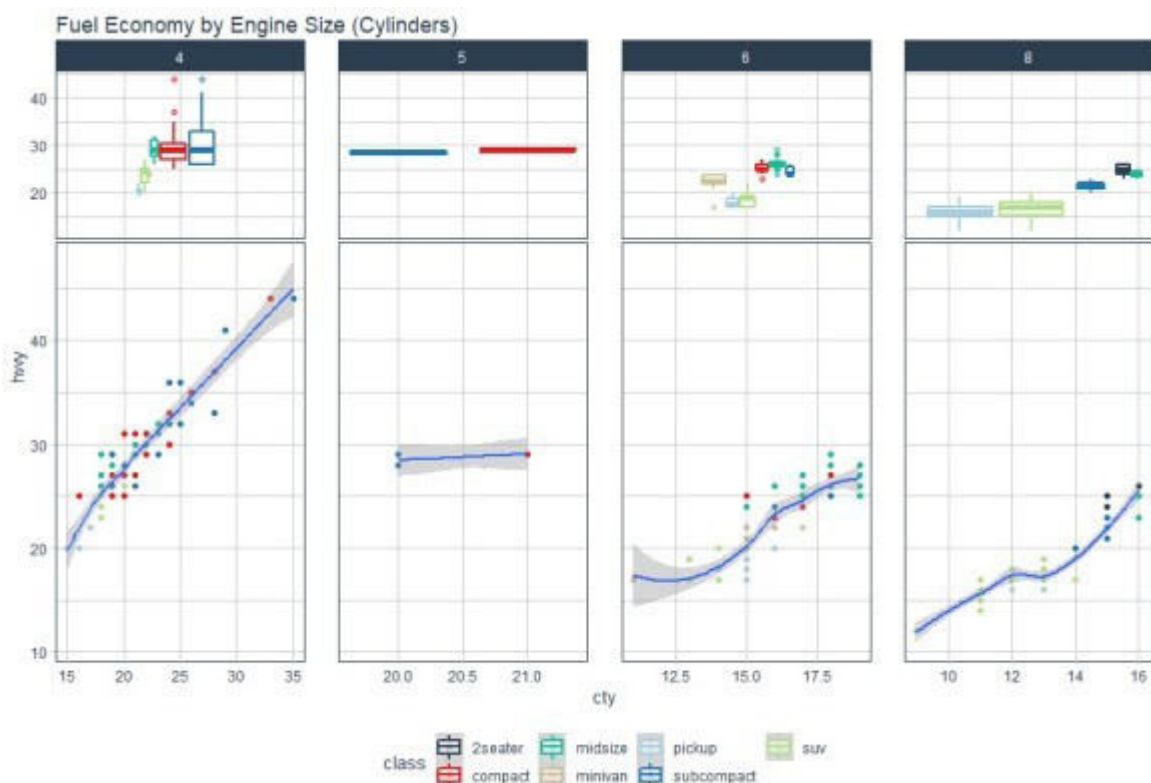 Fuel Economy by Engine Size (Cylinders)
4 5 6 8
40
30
20
hwy
40
30
20
10
15 20 25 30 35 20.0 20.5 21.0 12.5 15.0 17.5 10 12 14 16
cty
class
2seater midsize pickup suv
compact minivan subcompact